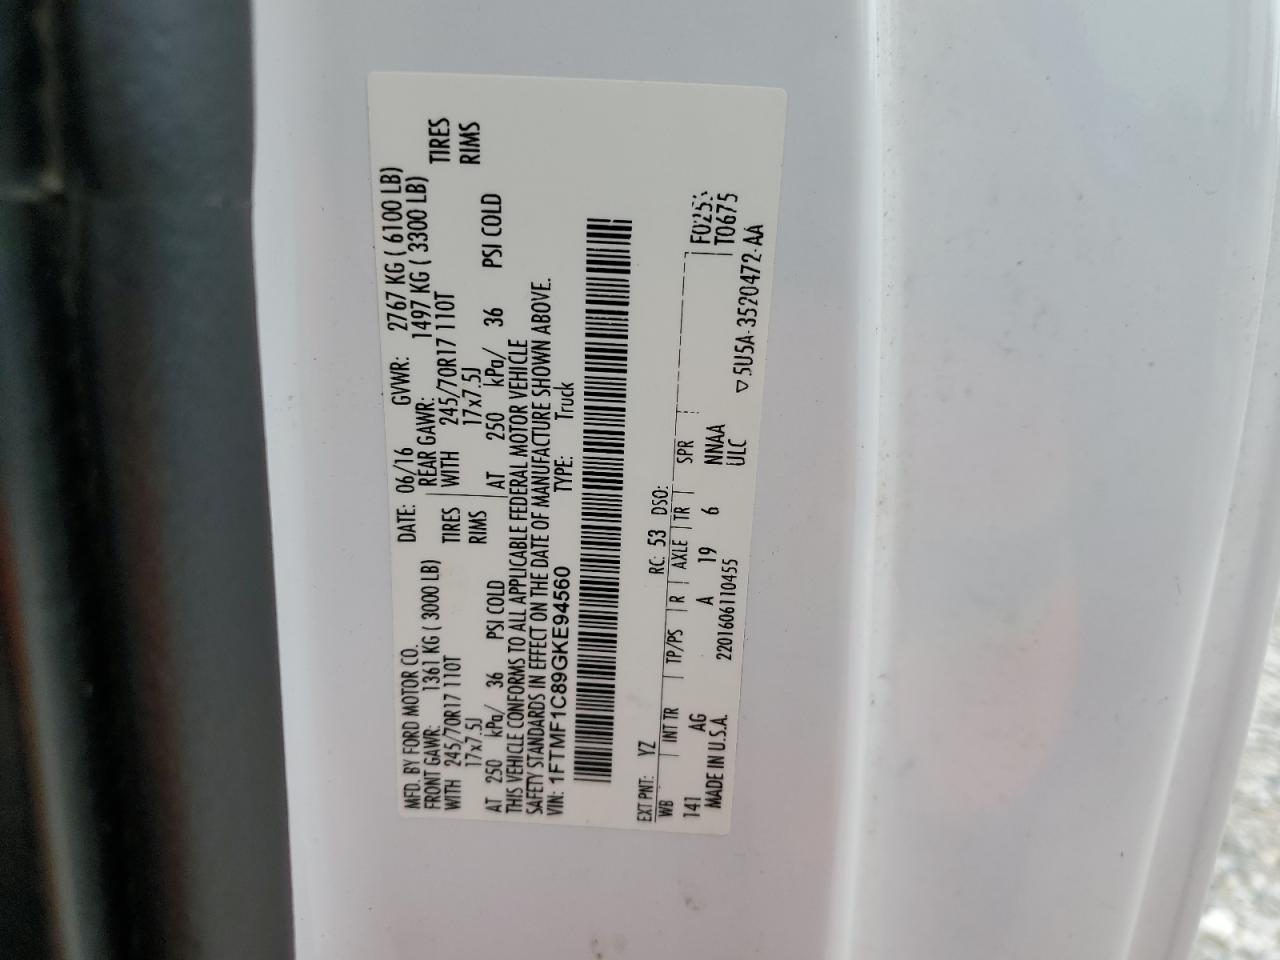 MFD. BY FORD MOTOR CO.
DATE: 06/16 GVWR: 2767 KG ( 6100 LB)
FRONT GAWR: 1361 KG ( 3000 LB) REAR GAWR: 1497 KG ( 3300 LB)
WITH 245/70R17 110T TIRES WITH 245/70R17 110T TIRES
17x7.5J RIMS 17x7.5J RIMS
AT 250 kPa/ 36 PSI COLD AT 250 kPa/ 36 PSI COLD
THIS VEHICLE CONFORMS TO ALL APPLICABLE FEDERAL MOTOR VEHICLE
SAFETY STANDARDS IN EFFECT ON THE DATE OF MANUFACTURE SHOWN ABOVE.
VIN: 1FTMF1C89GKE94560 TYPE: Truck
EXT PNT: YZ RC: 53 DSO:
WB INT TR TP/PS R AXLE TR SPR
141 AG A 19 6 NNAA
T0675
MADE IN U.S.A. 2201606110455 ULC
▽5U5A-3520472-AA